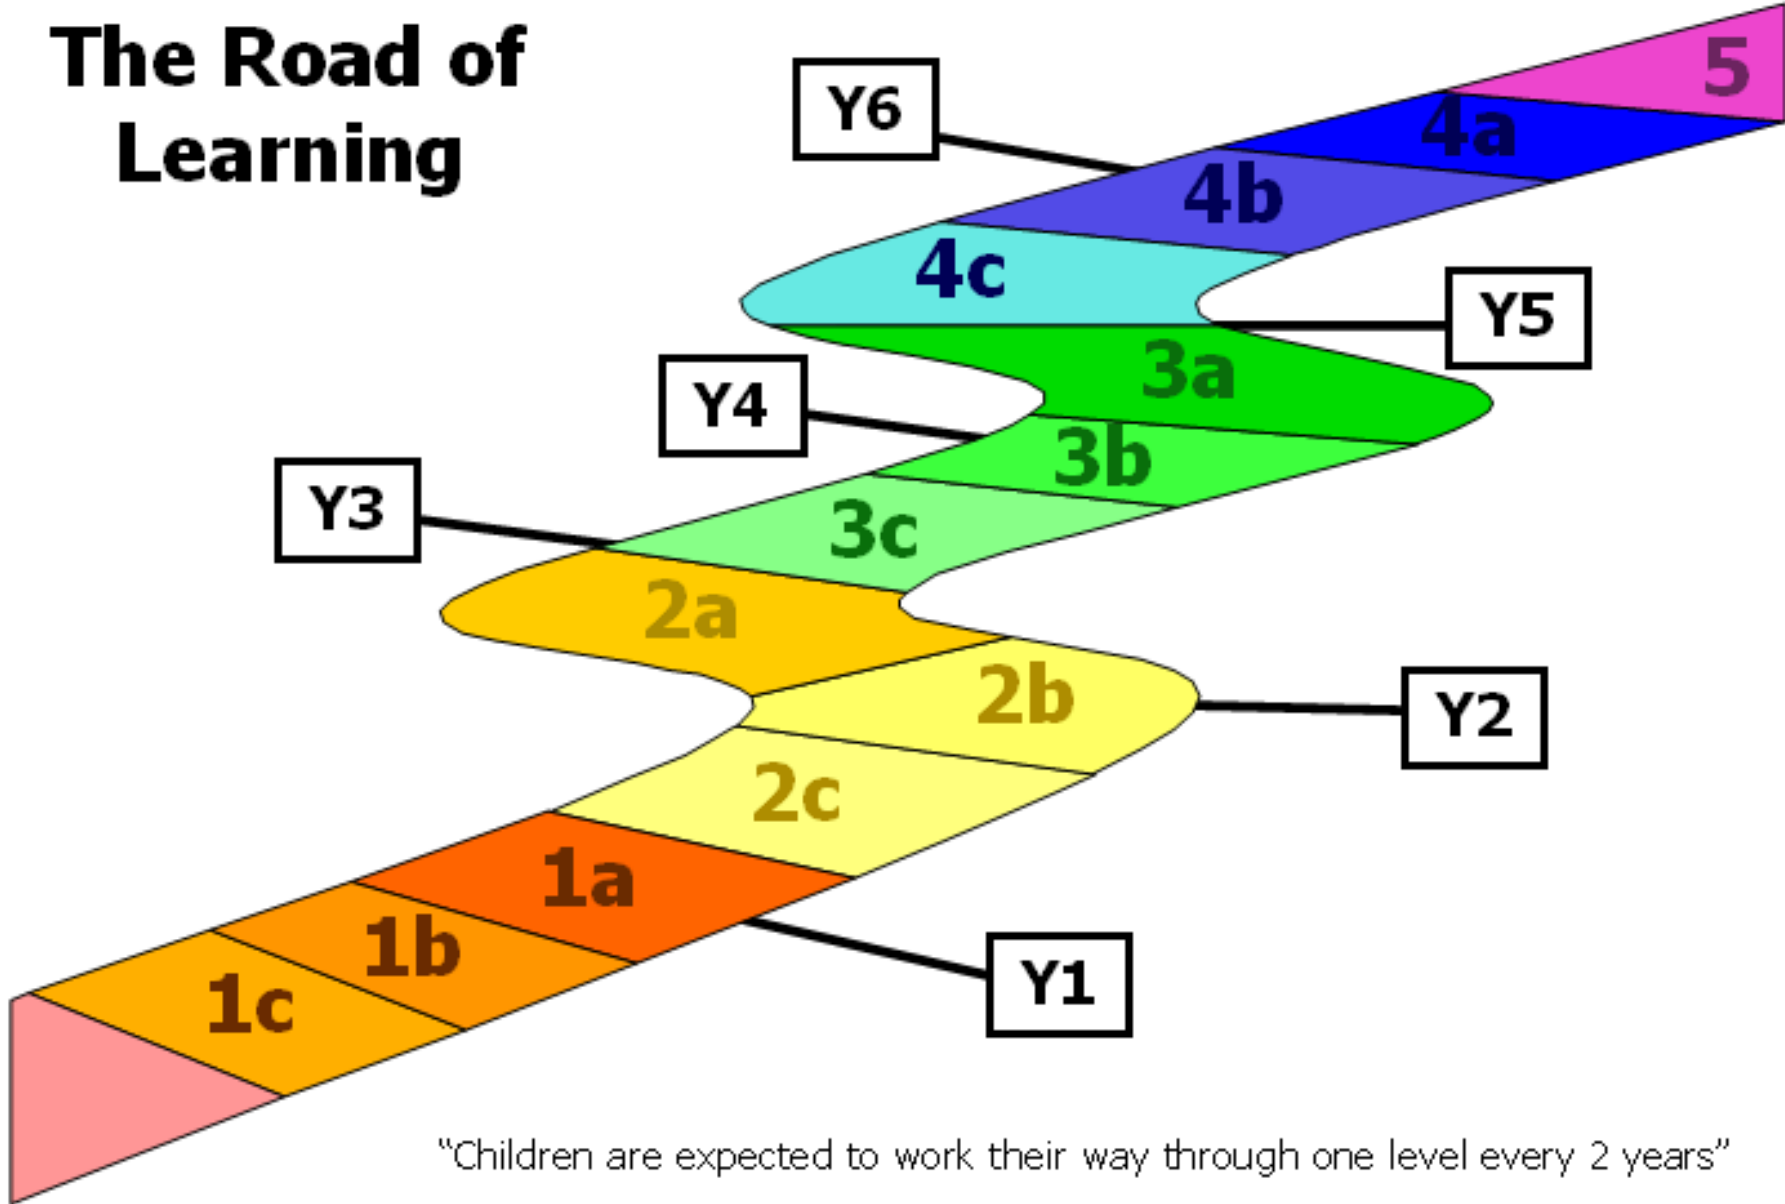 The Road of
Learning
5
4a
Y6
4b
4c
Y5
3a
Y4
3b
Y3
3c
2a
2b
Y2
2c
1a
1b
Y1
1c
“Children are expected to work their way through one level every 2 years”